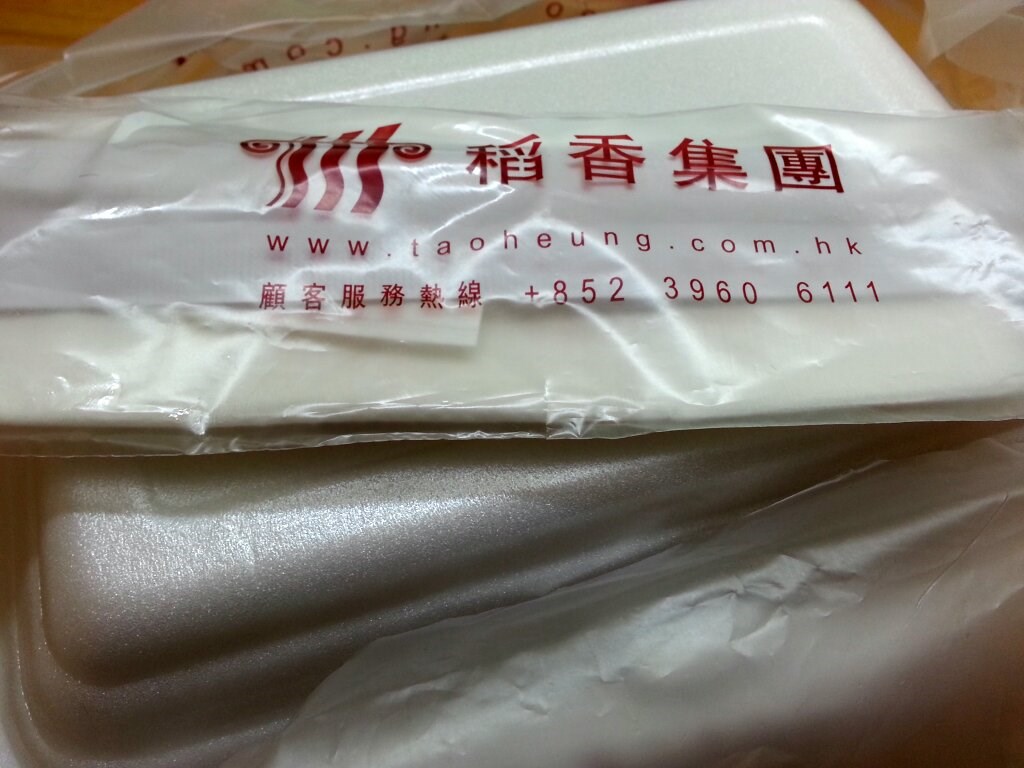 稻香集團
www.taoheung.com.hk
顧客服務熱線 +852 3960 6111